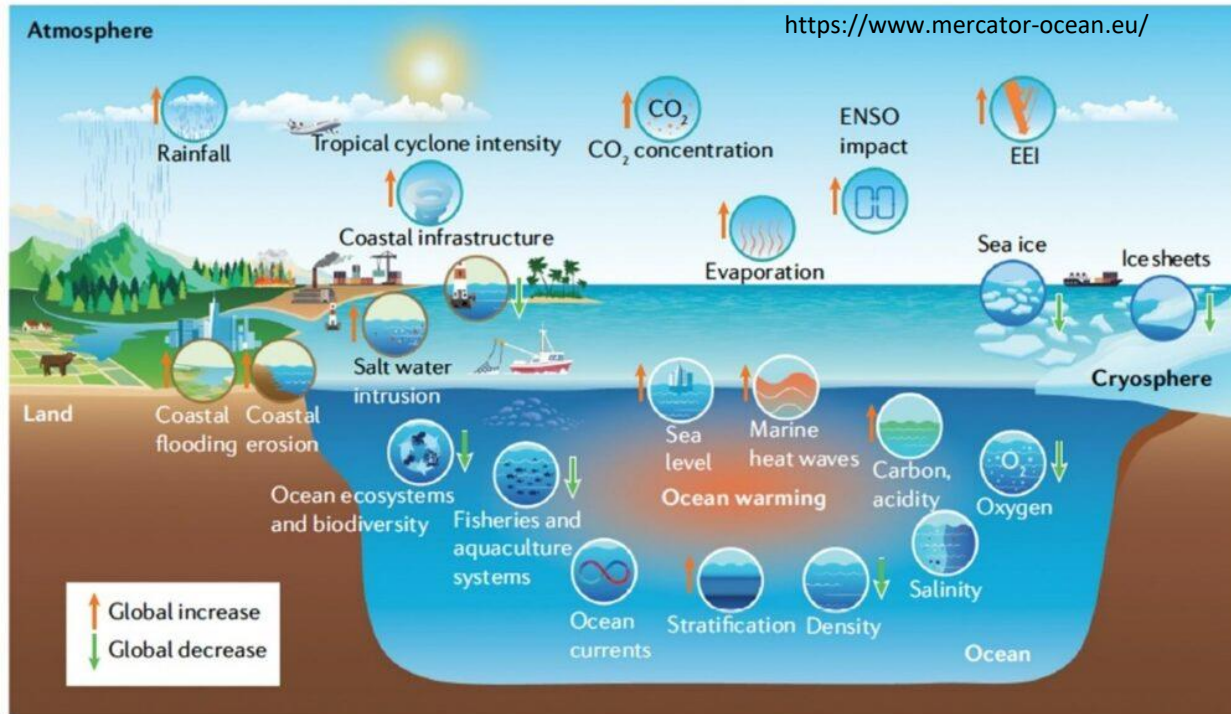 https://www.mercator-ocean.eu/
Atmosphere
Rainfall
Tropical cyclone intensity
CO₂
CO₂ concentration
ENSO
impact
EEI
Coastal infrastructure
Evaporation
Sea ice
Ice sheets
Salt water
intrusion
Cryosphere
Land
Coastal
flooding
Coastal
erosion
Sea
level
Marine
heat waves
Carbon,
acidity
O₂
Oxygen
Ocean warming
Ocean ecosystems
and biodiversity
Fisheries and
aquaculture
systems
Salinity
Ocean
currents
Stratification
Density
Ocean
Global increase
Global decrease